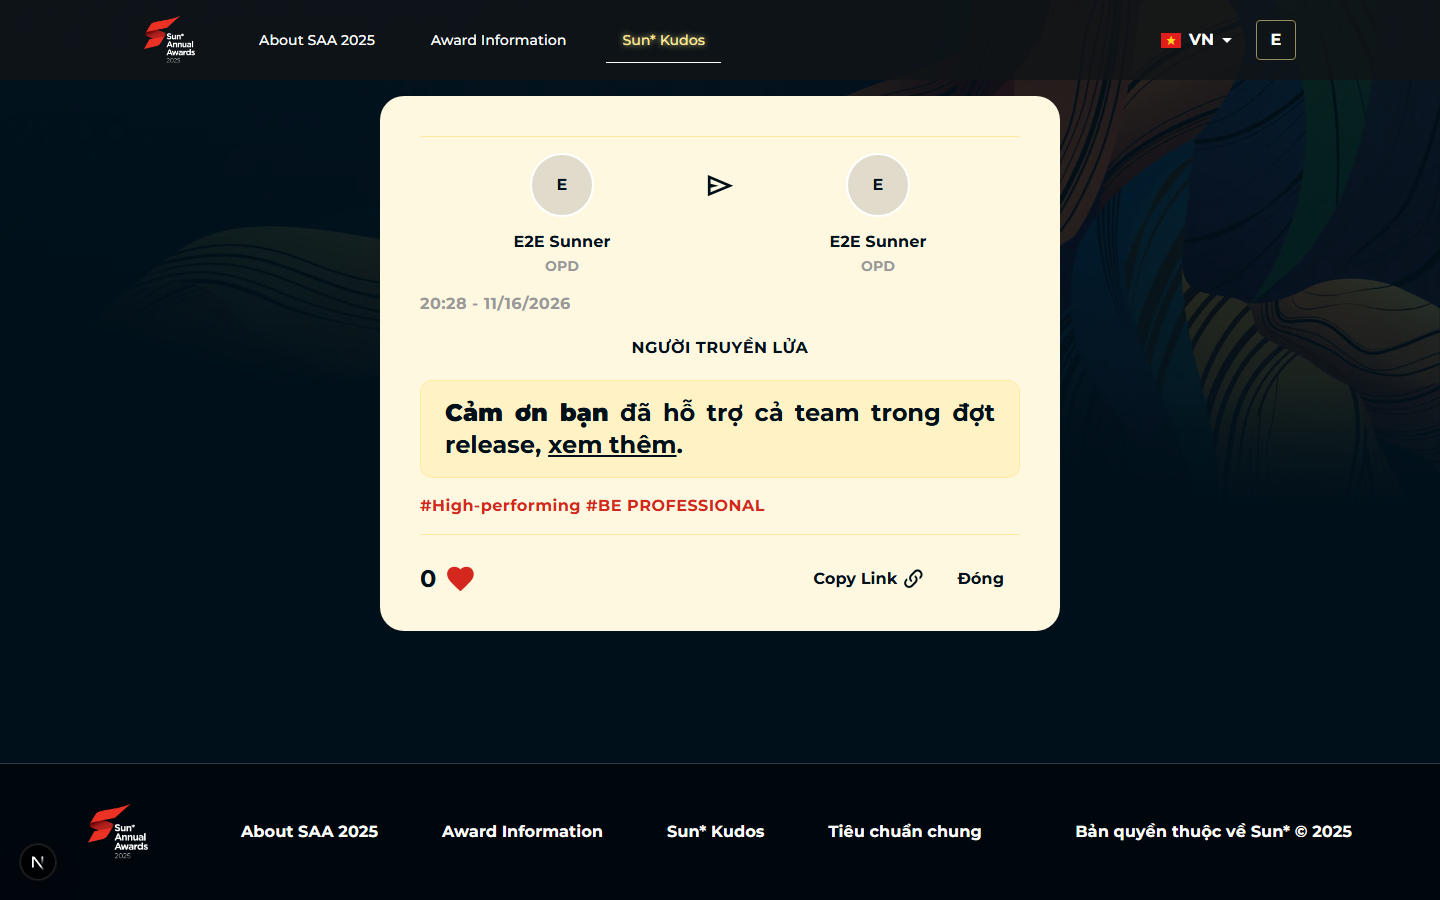 Sun*
Annual
Awards
2025
About SAA 2025
Award Information
Sun* Kudos
VN
E
E
E
E2E Sunner
E2E Sunner
OPD
OPD
20:28 - 11/16/2026
NGƯỜI TRUYỀN LỬA
Cảm ơn bạn đã hỗ trợ cả team trong đợt
release, xem thêm.
#High-performing #BE PROFESSIONAL
0
Copy Link
Đóng
Sun*
Annual
Awards
2025
About SAA 2025
Award Information
Sun* Kudos
Tiêu chuẩn chung
Bản quyền thuộc về Sun* © 2025
N